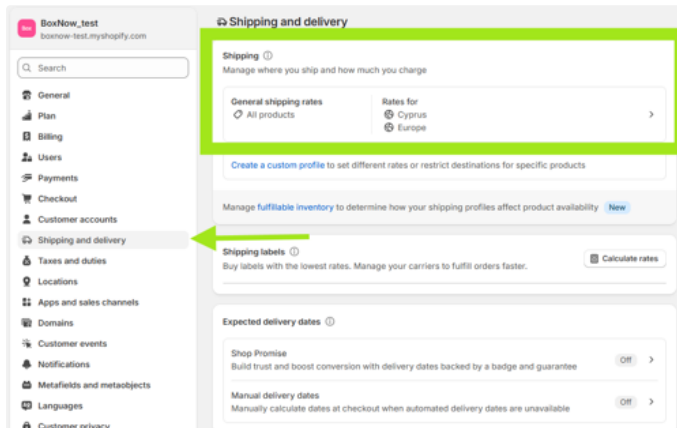 Box
BoxNow_test
boxnow-test.myshopify.com
Search
General
Plan
Billing
Users
Payments
Checkout
Customer accounts
Shipping and delivery
Taxes and duties
Locations
Apps and sales channels
Domains
Customer events
Notifications
Metafields and metaobjects
Languages
Customer privacy
Shipping and delivery
Shipping
Manage where you ship and how much you charge
General shipping rates
All products
Rates for
Cyprus
Europe
Create a custom profile to set different rates or restrict destinations for specific products
Manage fulfillable inventory to determine how your shipping profiles affect product availability New
Shipping labels
Buy labels with the lowest rates. Manage your carriers to fulfill orders faster.
Calculate rates
Expected delivery dates
Shop Promise
Build trust and boost conversion with delivery dates backed by a badge and guarantee
Off
Manual delivery dates
Manually calculate dates at checkout when automated delivery dates are unavailable
Off